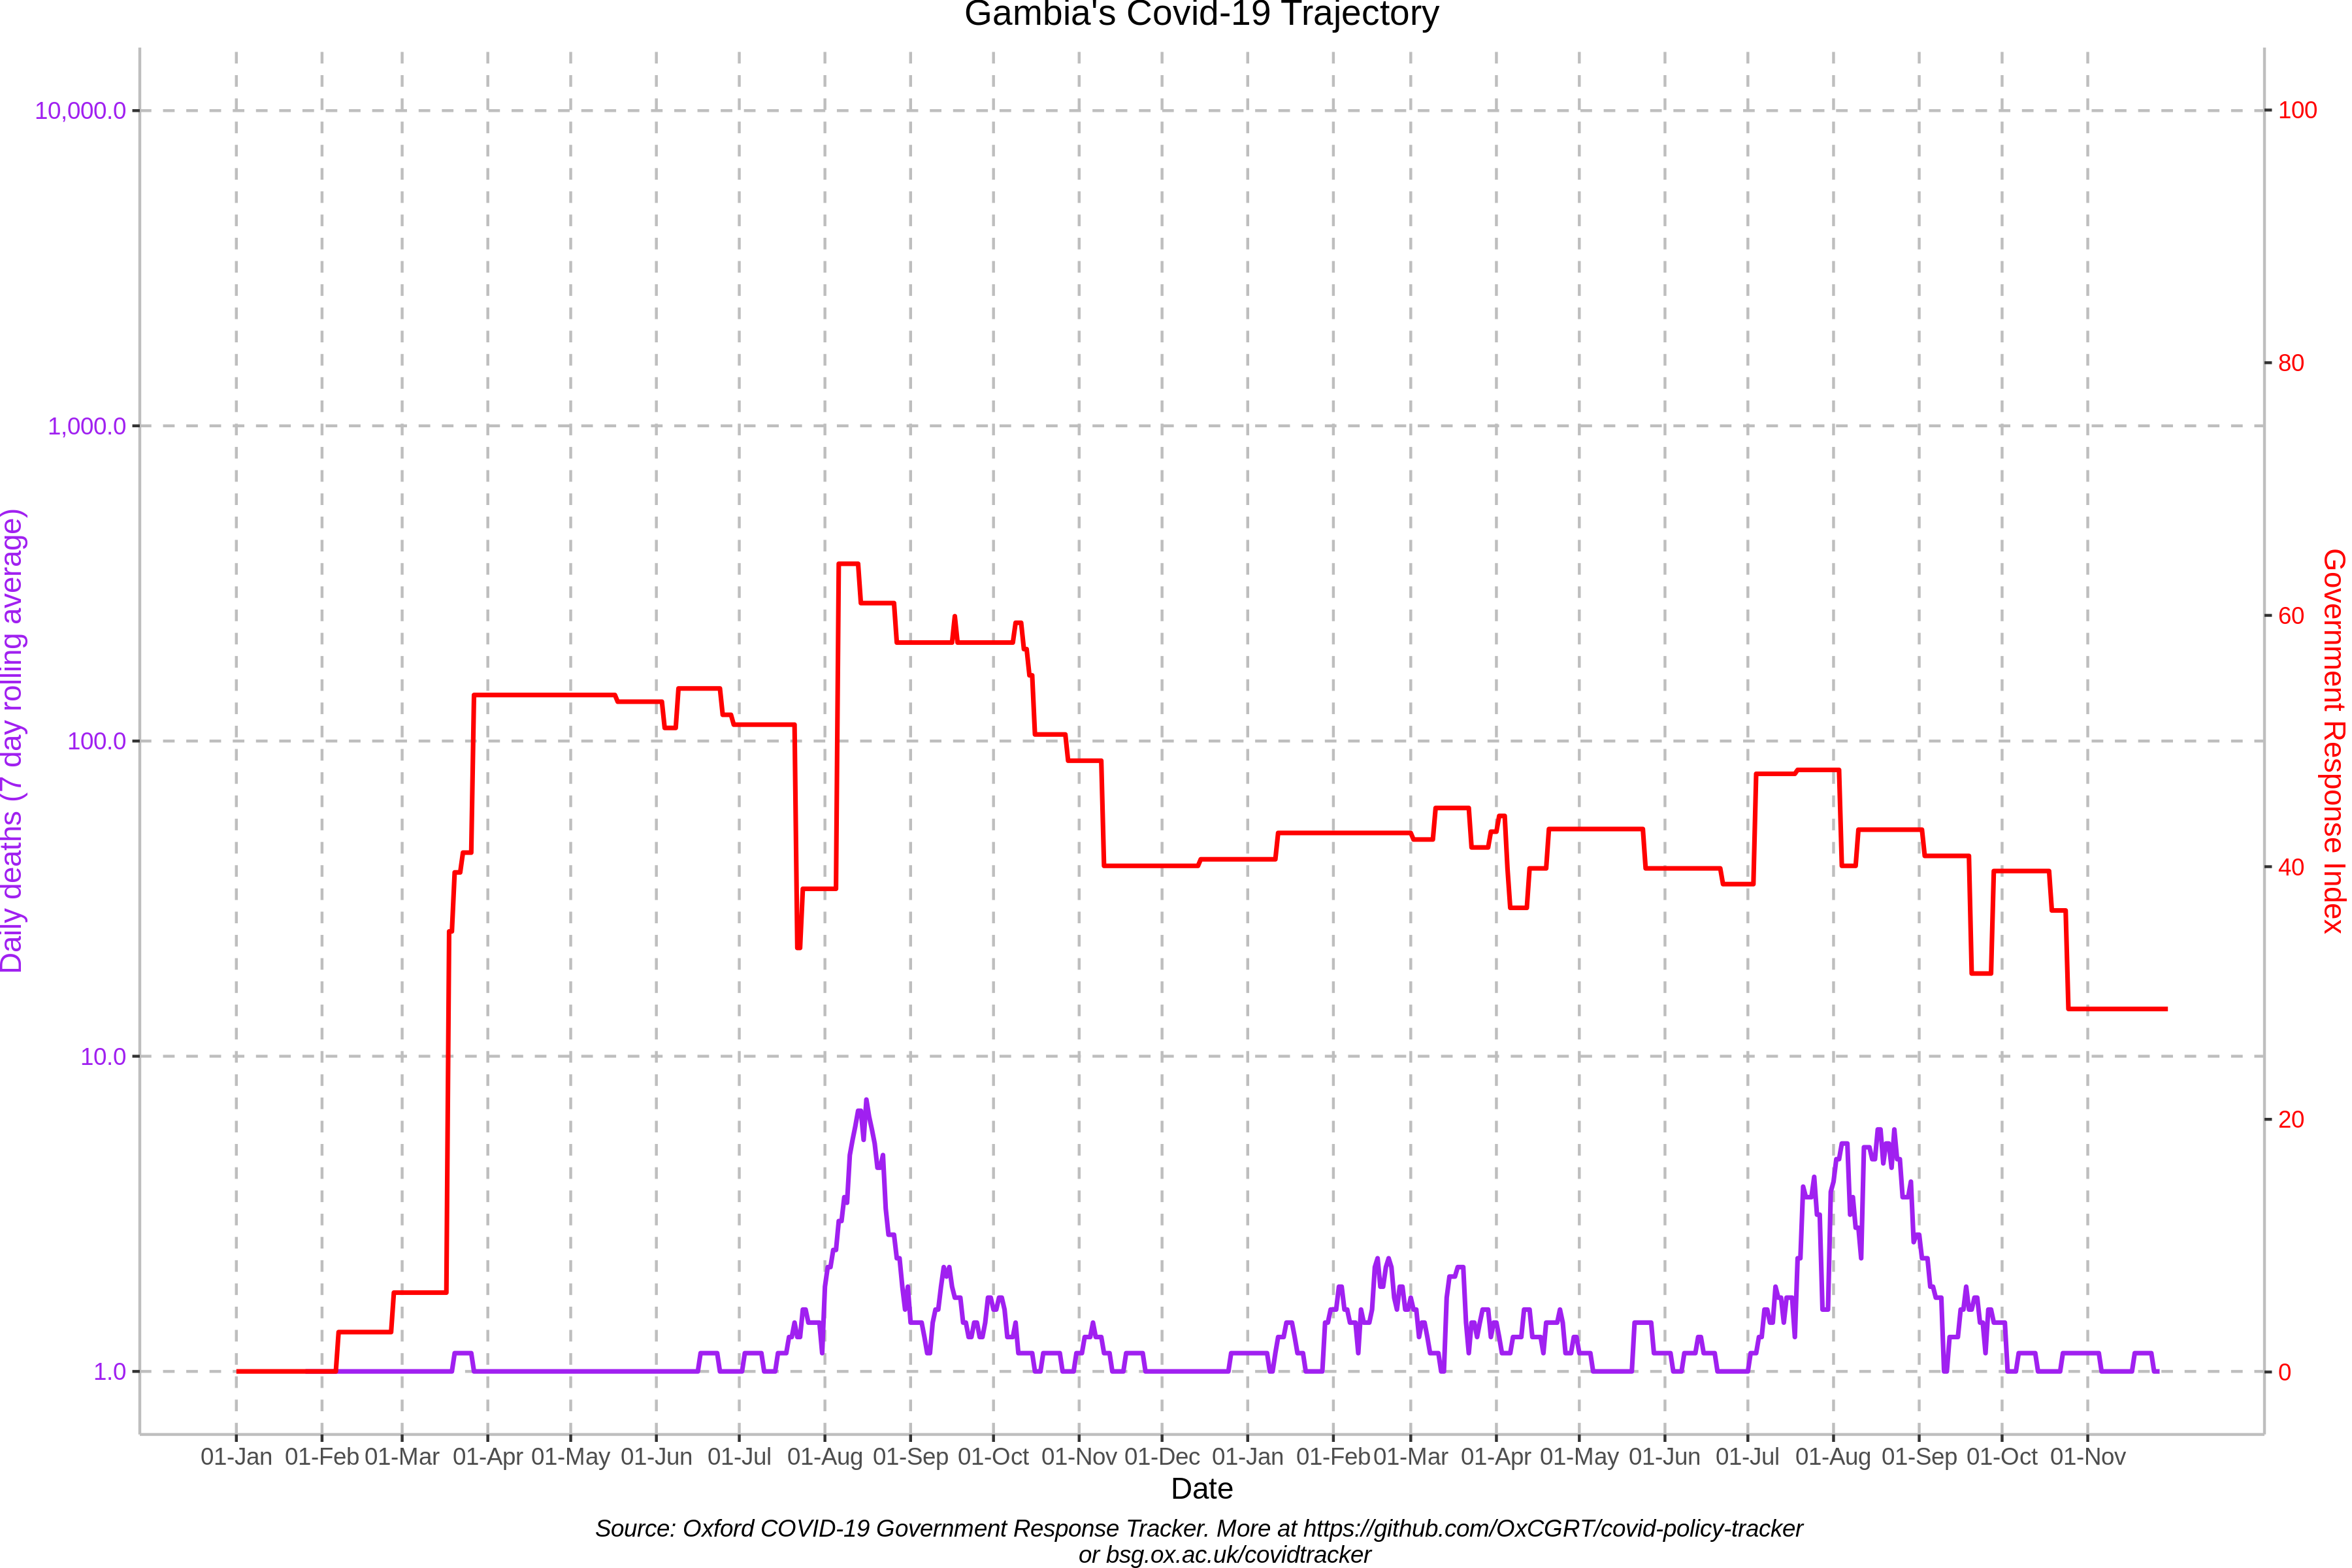 Gambia's Covid-19 Trajectory
10,000.0
1,000.0
100.0
10.0
1.0
Daily deaths (7 day rolling average)
100
80
60
40
20
0
Government Response Index
01-Jan 01-Feb 01-Mar 01-Apr 01-May 01-Jun 01-Jul 01-Aug 01-Sep 01-Oct 01-Nov 01-Dec 01-Jan 01-Feb 01-Mar 01-Apr 01-May 01-Jun 01-Jul 01-Aug 01-Sep 01-Oct 01-Nov
Date
Source: Oxford COVID-19 Government Response Tracker. More at https://github.com/OxCGRT/covid-policy-tracker
or bsg.ox.ac.uk/covidtracker